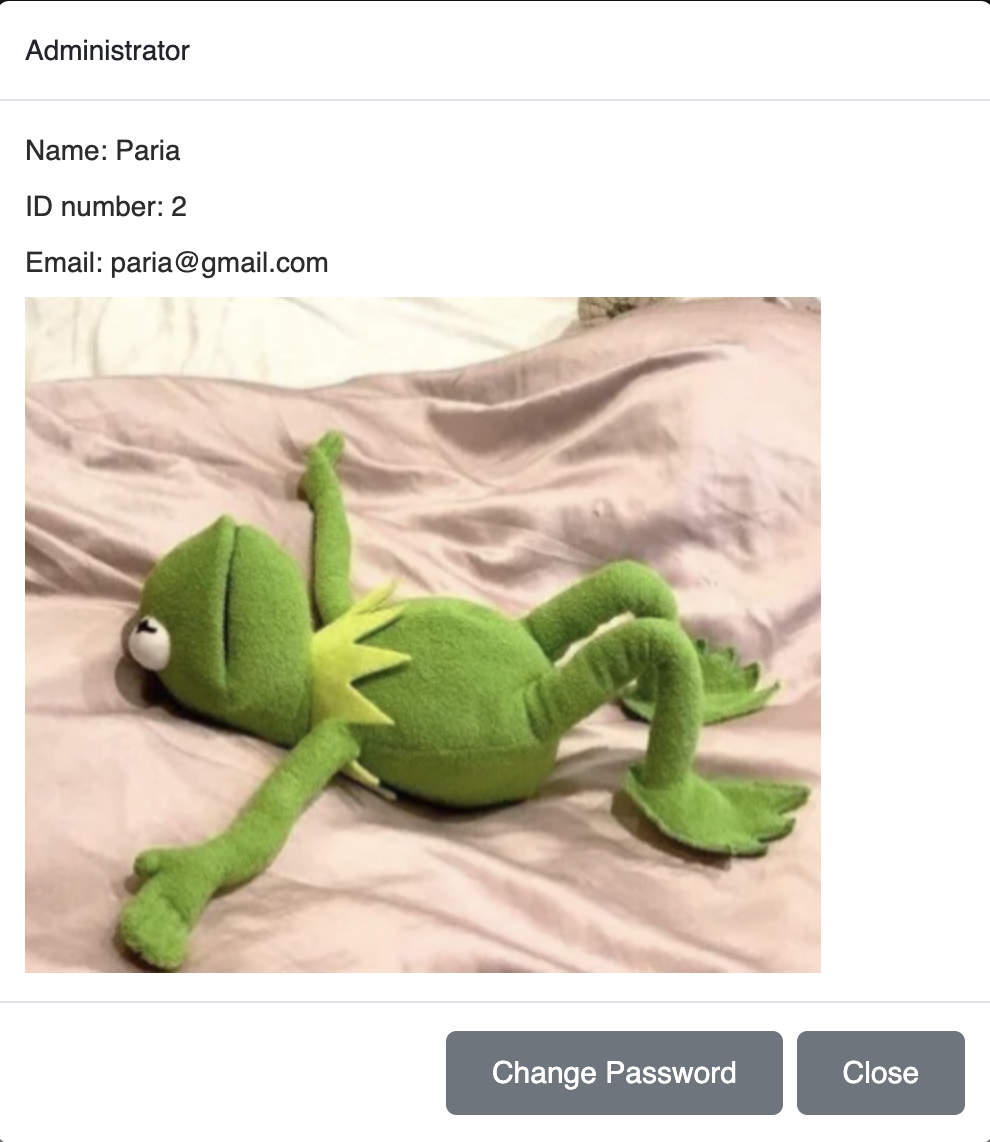 Administrator
Name: Paria
ID number: 2
Email: paria@gmail.com
Change Password
Close